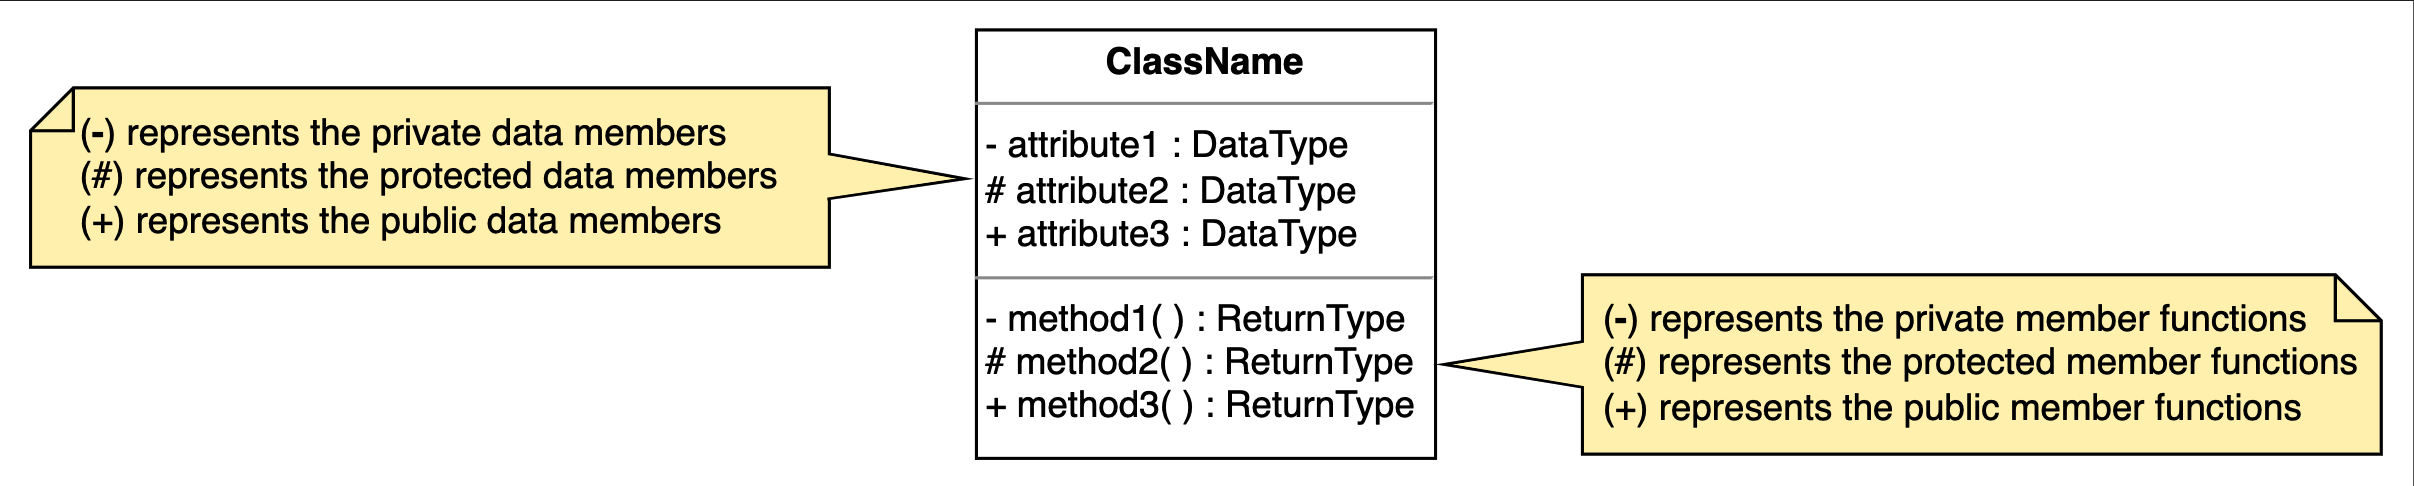 (-) represents the private data members
(#) represents the protected data members
(+) represents the public data members
ClassName
- attribute1 : DataType
# attribute2 : DataType
+ attribute3 : DataType
- method1( ) : ReturnType
# method2( ) : ReturnType
+ method3( ) : ReturnType
(-) represents the private member functions
(#) represents the protected member functions
(+) represents the public member functions